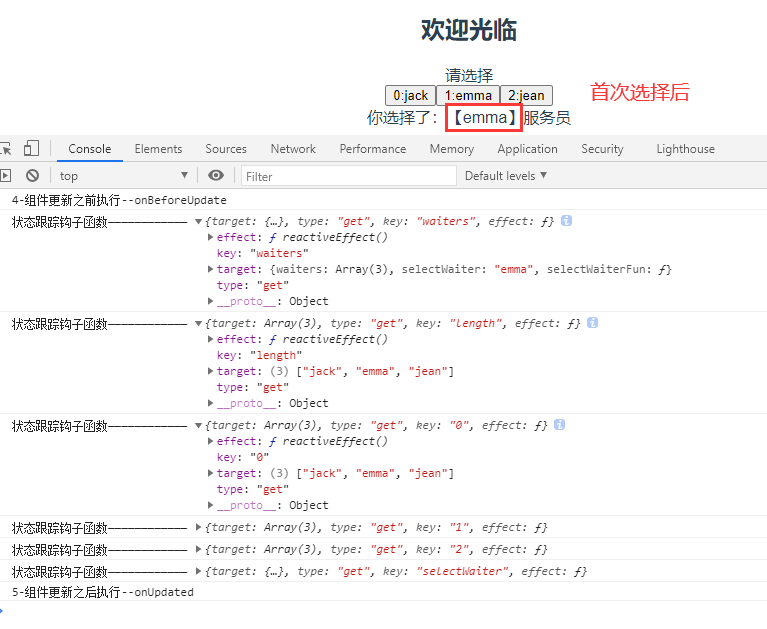 欢迎光临
请选择
0:jack 1:emma 2:jean
首次选择后
你选择了：【emma】服务员
Console Elements Sources Network Performance Memory Application Security Lighthouse
top ▼ Filter Default levels ▼
4-组件更新之前执行--onBeforeUpdate
状态跟踪钩子函数———————————— ▼{target: {…}, type: "get", key: "waiters", effect: ƒ} i
▶effect: ƒ reactiveEffect()
key: "waiters"
▶target: {waiters: Array(3), selectWaiter: "emma", selectWaiterFun: ƒ}
type: "get"
▶__proto__: Object
状态跟踪钩子函数———————————— ▼{target: Array(3), type: "get", key: "length", effect: ƒ} i
▶effect: ƒ reactiveEffect()
key: "length"
▶target: (3) ["jack", "emma", "jean"]
type: "get"
▶__proto__: Object
状态跟踪钩子函数———————————— ▼{target: Array(3), type: "get", key: "0", effect: ƒ} i
▶effect: ƒ reactiveEffect()
key: "0"
▶target: (3) ["jack", "emma", "jean"]
type: "get"
▶__proto__: Object
状态跟踪钩子函数———————————— ▶{target: Array(3), type: "get", key: "1", effect: ƒ}
状态跟踪钩子函数———————————— ▶{target: Array(3), type: "get", key: "2", effect: ƒ}
状态跟踪钩子函数———————————— ▶{target: {…}, type: "get", key: "selectWaiter", effect: ƒ}
5-组件更新之后执行--onUpdated